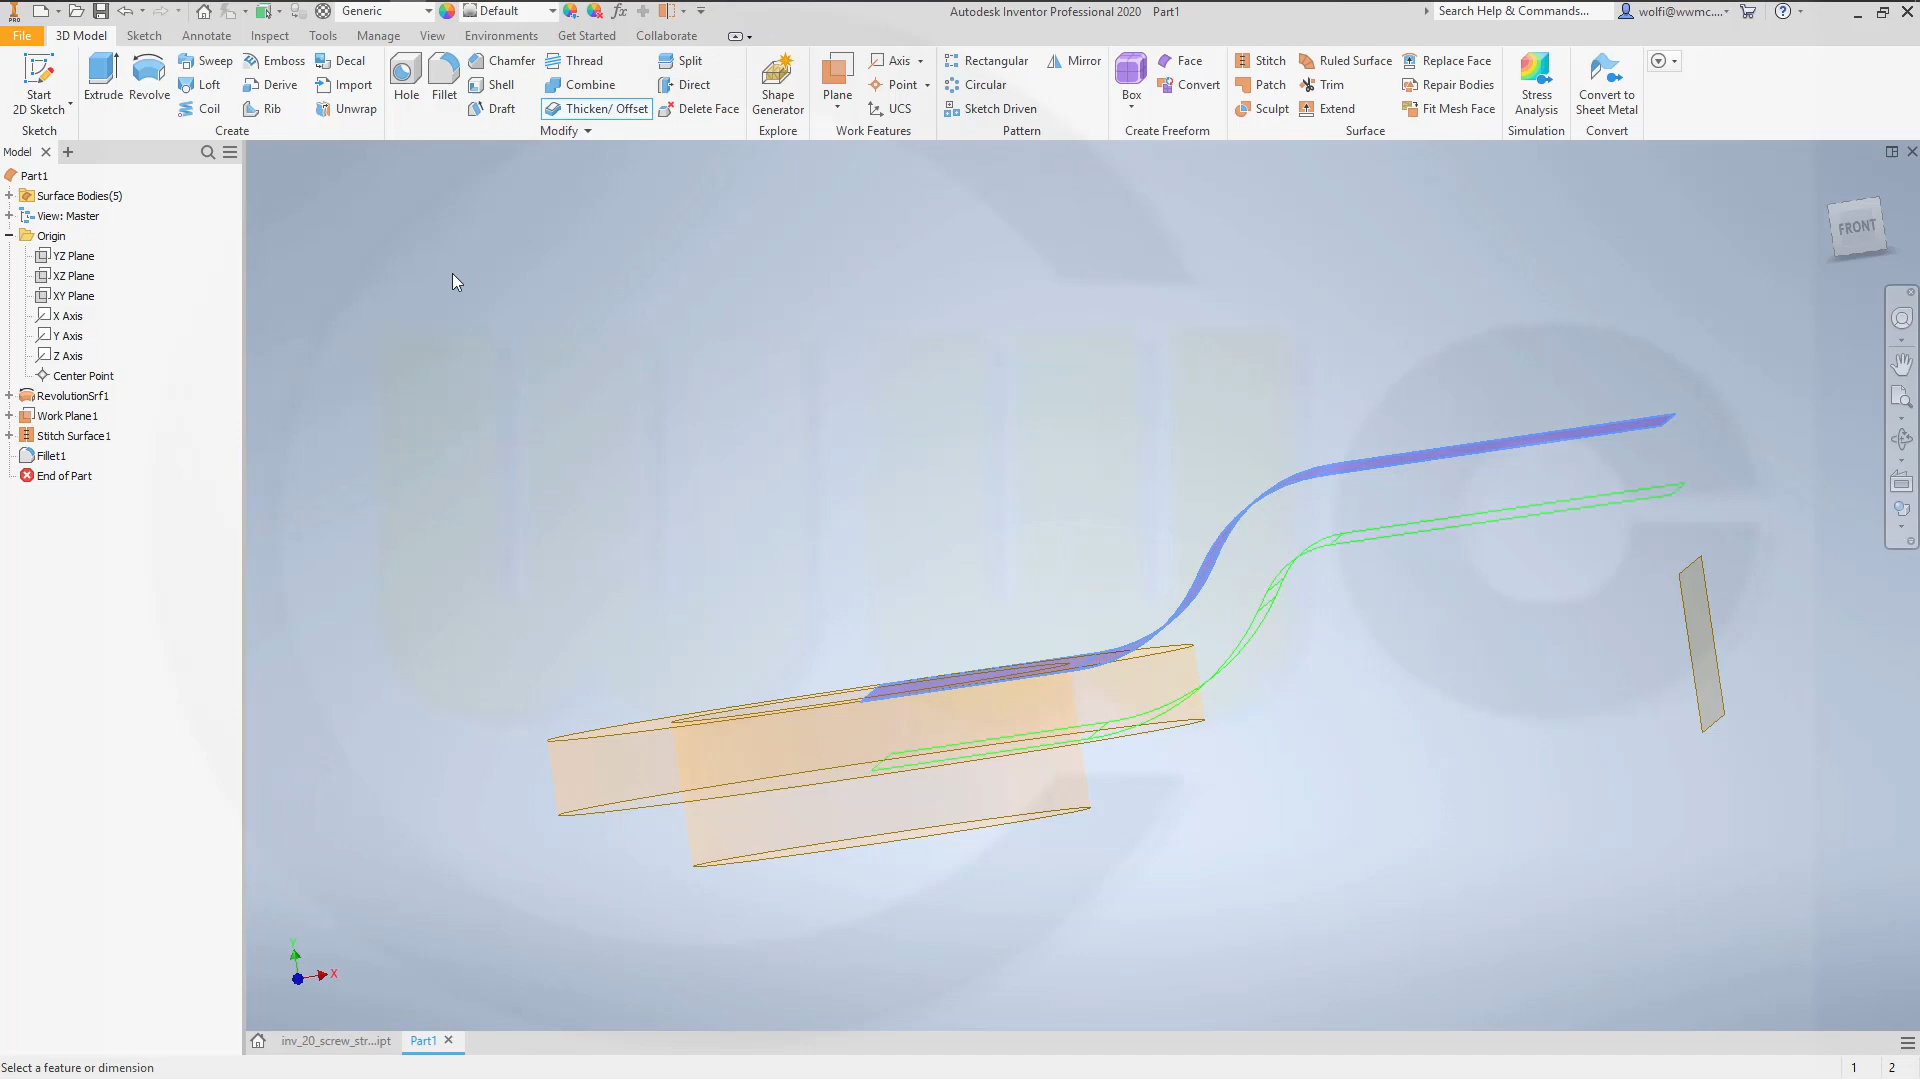 PRO
Generic
Default
fx
Autodesk Inventor Professional 2020 Part1
Search Help & Commands...
wolfi@wwmc....
File
3D Model
Sketch
Annotate
Inspect
Tools
Manage
View
Environments
Get Started
Collaborate
Start
2D Sketch
Sketch
Extrude
Revolve
Sweep
Loft
Coil
Emboss
Derive
Rib
Decal
Import
Unwrap
Create
Hole
Fillet
Chamfer
Shell
Draft
Thread
Combine
Thicken/ Offset
Split
Direct
Delete Face
Modify
Shape
Generator
Explore
Plane
Axis
Point
UCS
Work Features
Rectangular
Circular
Sketch Driven
Mirror
Pattern
Box
Face
Convert
Create Freeform
Stitch
Patch
Sculpt
Ruled Surface
Trim
Extend
Replace Face
Repair Bodies
Fit Mesh Face
Surface
Stress
Analysis
Simulation
Convert to
Sheet Metal
Convert
Model
Part1
Surface Bodies(5)
View: Master
Origin
YZ Plane
XZ Plane
XY Plane
X Axis
Y Axis
Z Axis
Center Point
RevolutionSrf1
Work Plane1
Stitch Surface1
Fillet1
End of Part
FRONT
Y
X
inv_20_screw_str...ipt
Part1
Select a feature or dimension
1
2